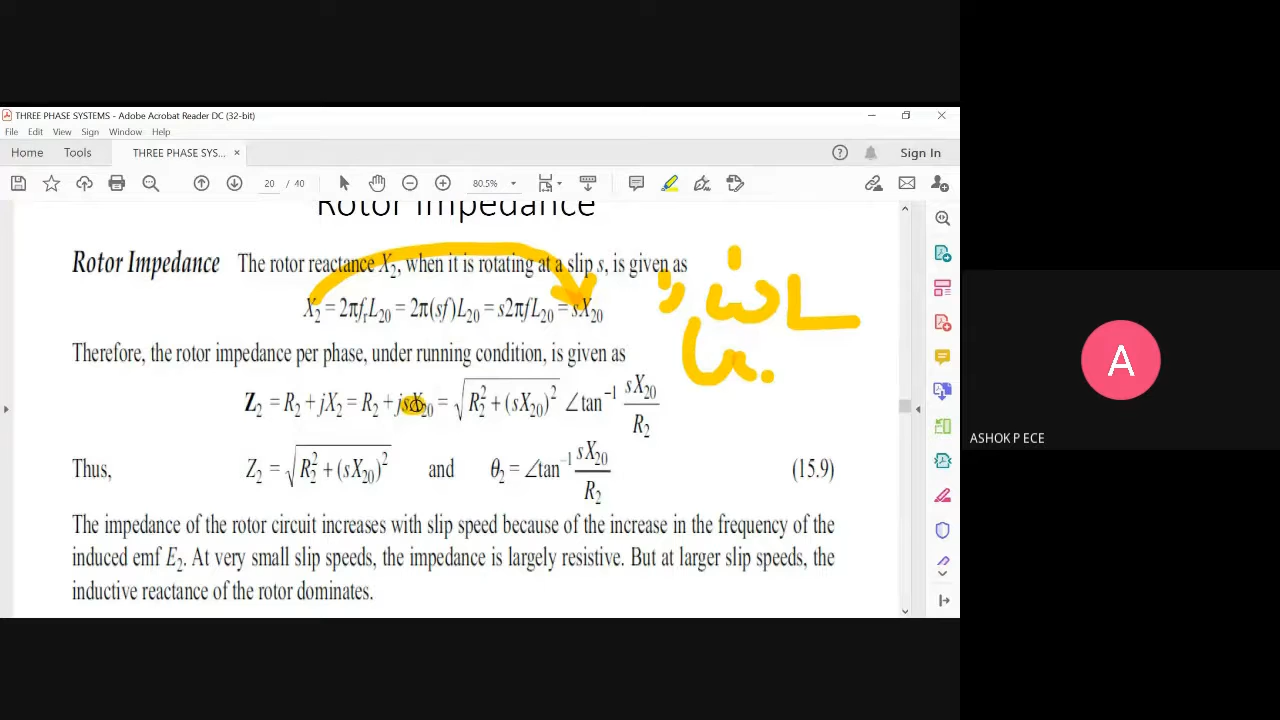 THREE PHASE SYSTEMS - Adobe Acrobat Reader DC (32-bit)
File Edit View Window Sign Help
Home Tools THREE PHASE SYS... × Sign In
20 / 40 80.5%
Rotor Impedance
Rotor Impedance The rotor reactance X₂, when it is rotating at a slip s, is given as
X₂ = 2πfᵣL₂₀ = 2π(sf)L₂₀ = s2πfL₂₀ = sX₂₀
Therefore, the rotor impedance per phase, under running condition, is given as
Z₂ = R₂ + jX₂ = R₂ + jsX₂₀ = √(R₂² + (sX₂₀)²) ∠tan⁻¹ sX₂₀/R₂
Thus, Z₂ = √(R₂² + (sX₂₀)²) and θ₂ = ∠tan⁻¹ sX₂₀/R₂ (15.9)
The impedance of the rotor circuit increases with slip speed because of the increase in the frequency of the
induced emf E₂. At very small slip speeds, the impedance is largely resistive. But at larger slip speeds, the
inductive reactance of the rotor dominates.
A
ASHOK P ECE